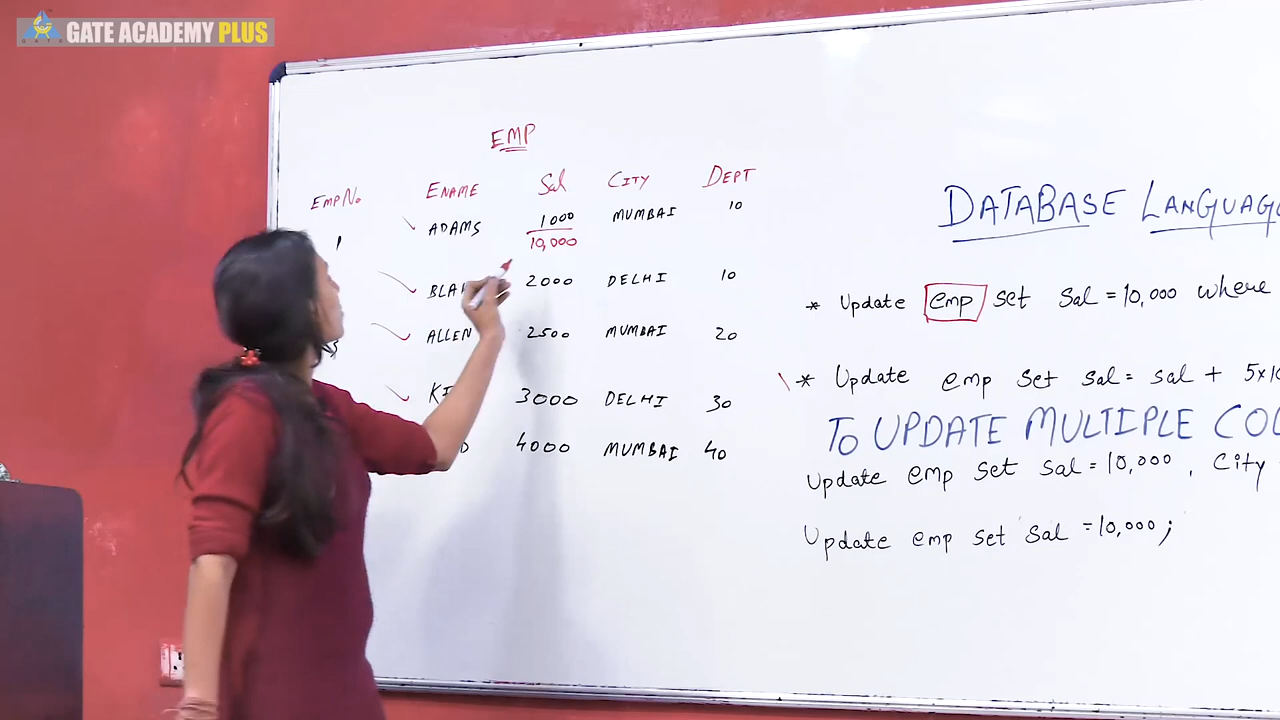 GATE ACADEMY PLUS
GATE
EMP
EMPNo ENAME Sal CITY DEPT
1 ADAMS 1000 MUMBAI 10
10,000
2000 DELHI 10
ALLEN 2500 MUMBAI 20
3000 DELHI 30
4000 MUMBAI 40
DATABASE
* Update emp set Sal = 10,000 where
* Update emp set sal = sal +
TO UPDATE MULTIPLE
Update emp set sal = 10,000 , City
Update emp set Sal = 10,000 ;